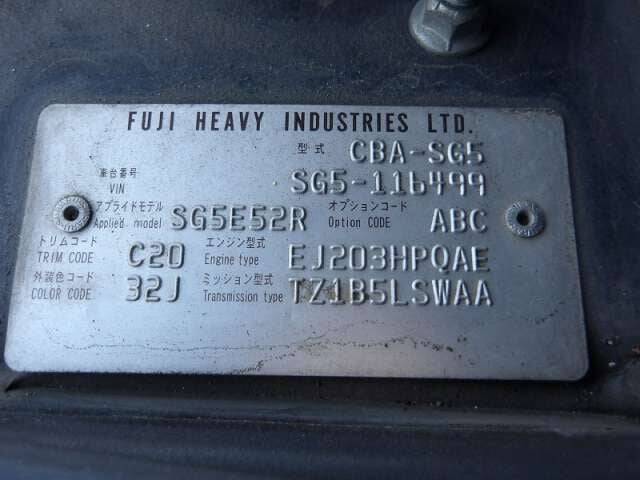 FUJI HEAVY INDUSTRIES LTD.
型式 CBA-SG5
車台番号
VIN SG5-116499
アプライドモデル オプションコード
Applied model SG5E52R Option CODE ABC
トリムコード エンジン型式
TRIM CODE C20 Engine type EJ203HPQAE
外装色コード ミッション型式
COLOR CODE 32J Transmission type TZ1B5LSWAA